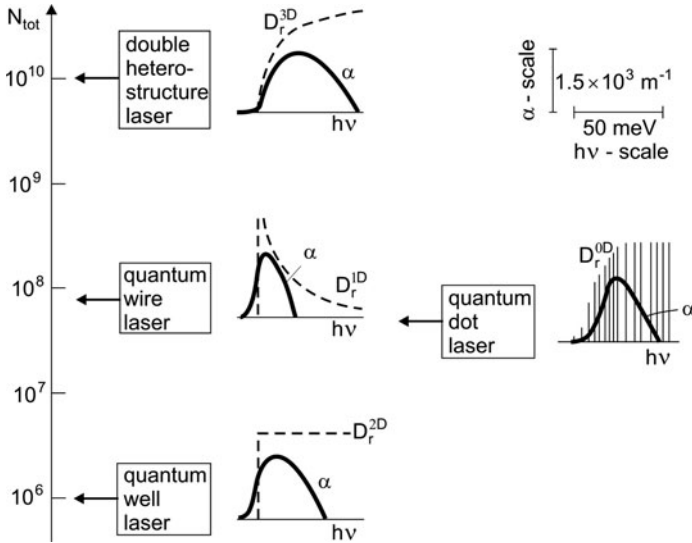 N_tot
10^10
10^9
10^8
10^7
10^6
double
hetero-
structure
laser
D_r^3D
α
hν
α - scale
1.5×10^3 m^-1
50 meV
hν - scale
quantum
wire
laser
α
D_r^1D
hν
quantum
dot
laser
D_r^0D
α
hν
quantum
well
laser
D_r^2D
α
hν